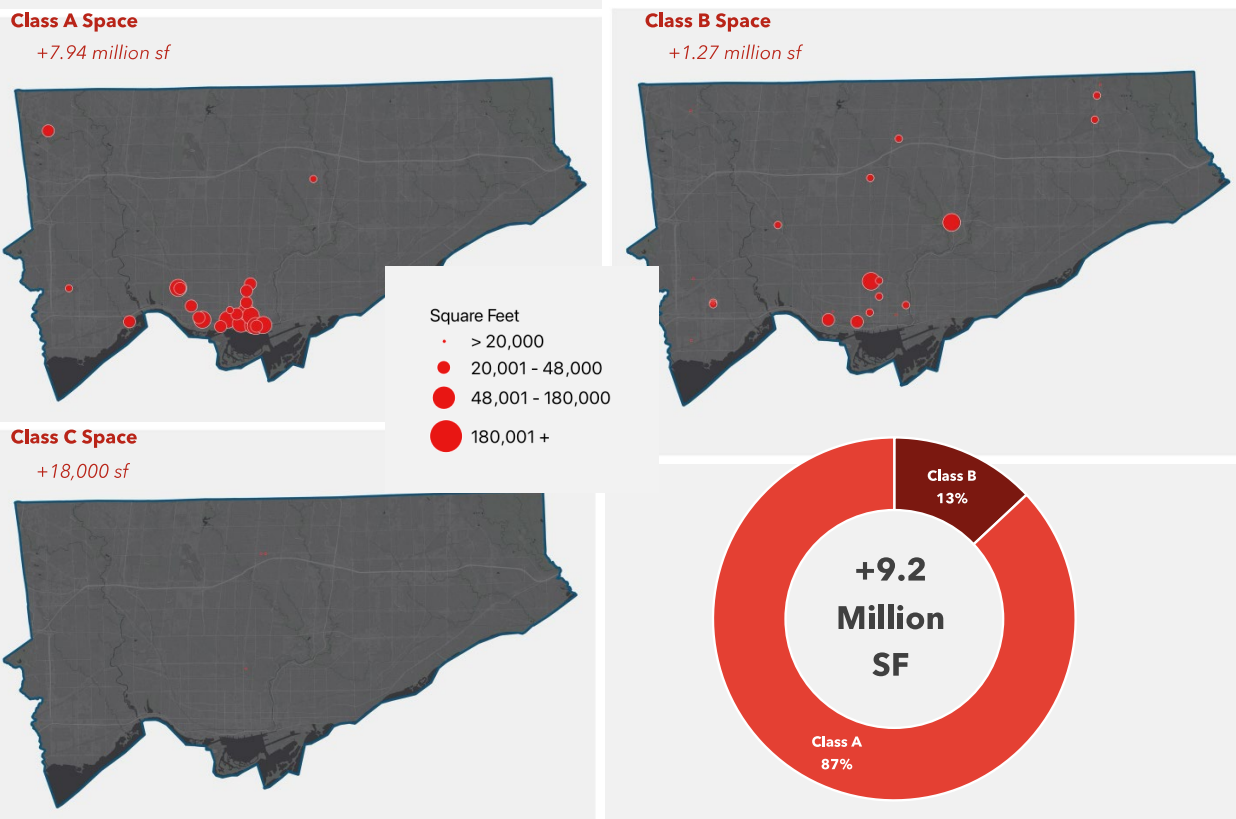 Class A Space
+7.94 million sf
Class B Space
+1.27 million sf
Square Feet
> 20,000
20,001 - 48,000
48,001 - 180,000
180,001 +
Class C Space
+18,000 sf
Class B
13%
+9.2
Million
SF
Class A
87%